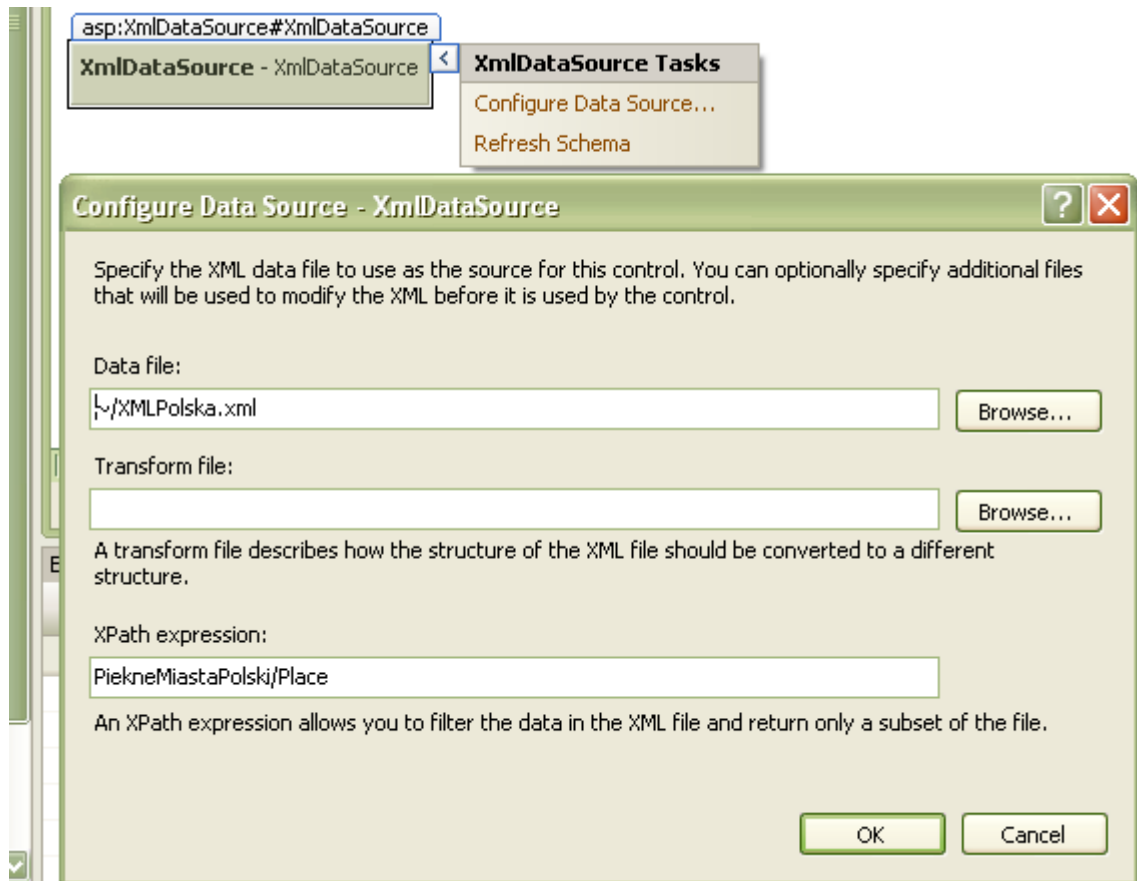 asp:XmlDataSource#XmlDataSource
XmlDataSource - XmlDataSource
<
XmlDataSource Tasks
Configure Data Source...
Refresh Schema
Configure Data Source - XmlDataSource
Specify the XML data file to use as the source for this control. You can optionally specify additional files
that will be used to modify the XML before it is used by the control.
Data file:
~/XMLPolska.xml
Browse...
Transform file:
Browse...
A transform file describes how the structure of the XML file should be converted to a different
structure.
XPath expression:
PiekneMiastaPolski/Place
An XPath expression allows you to filter the data in the XML file and return only a subset of the file.
OK
Cancel